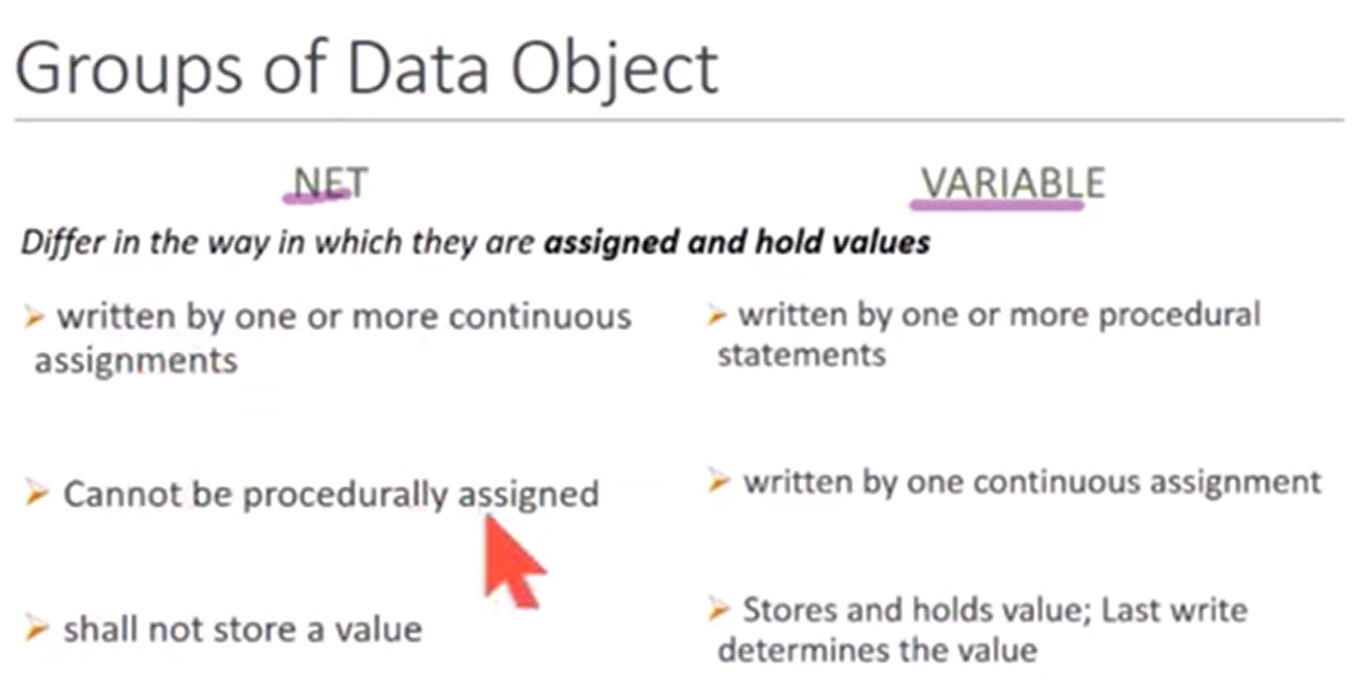 Groups of Data Object
NET
VARIABLE
Differ in the way in which they are assigned and hold values
written by one or more continuous
assignments
written by one or more procedural
statements
Cannot be procedurally assigned
written by one continuous assignment
shall not store a value
Stores and holds value; Last write
determines the value